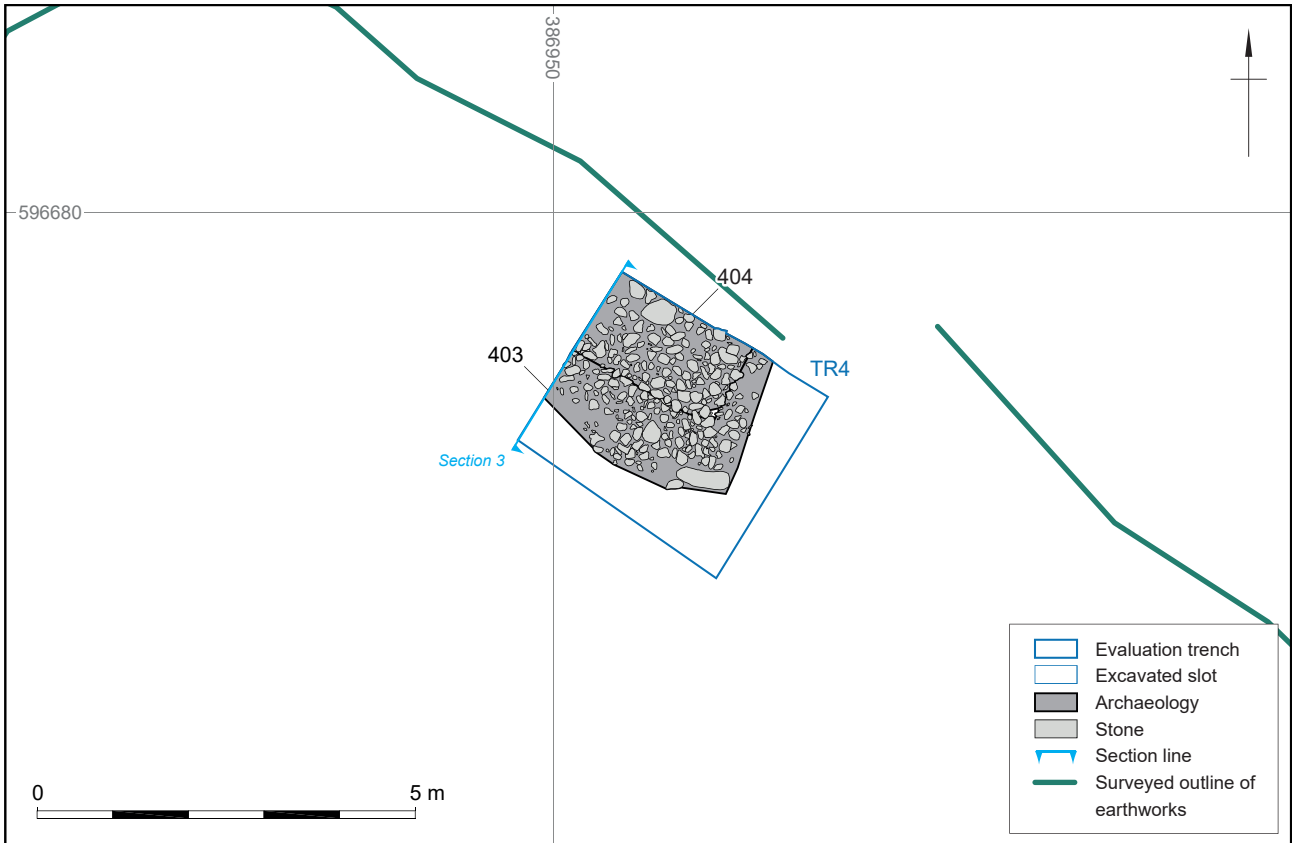 386950
596680
404
403
TR4
Section 3
Evaluation trench
Excavated slot
Archaeology
Stone
Section line
Surveyed outline of
earthworks
0 5 m